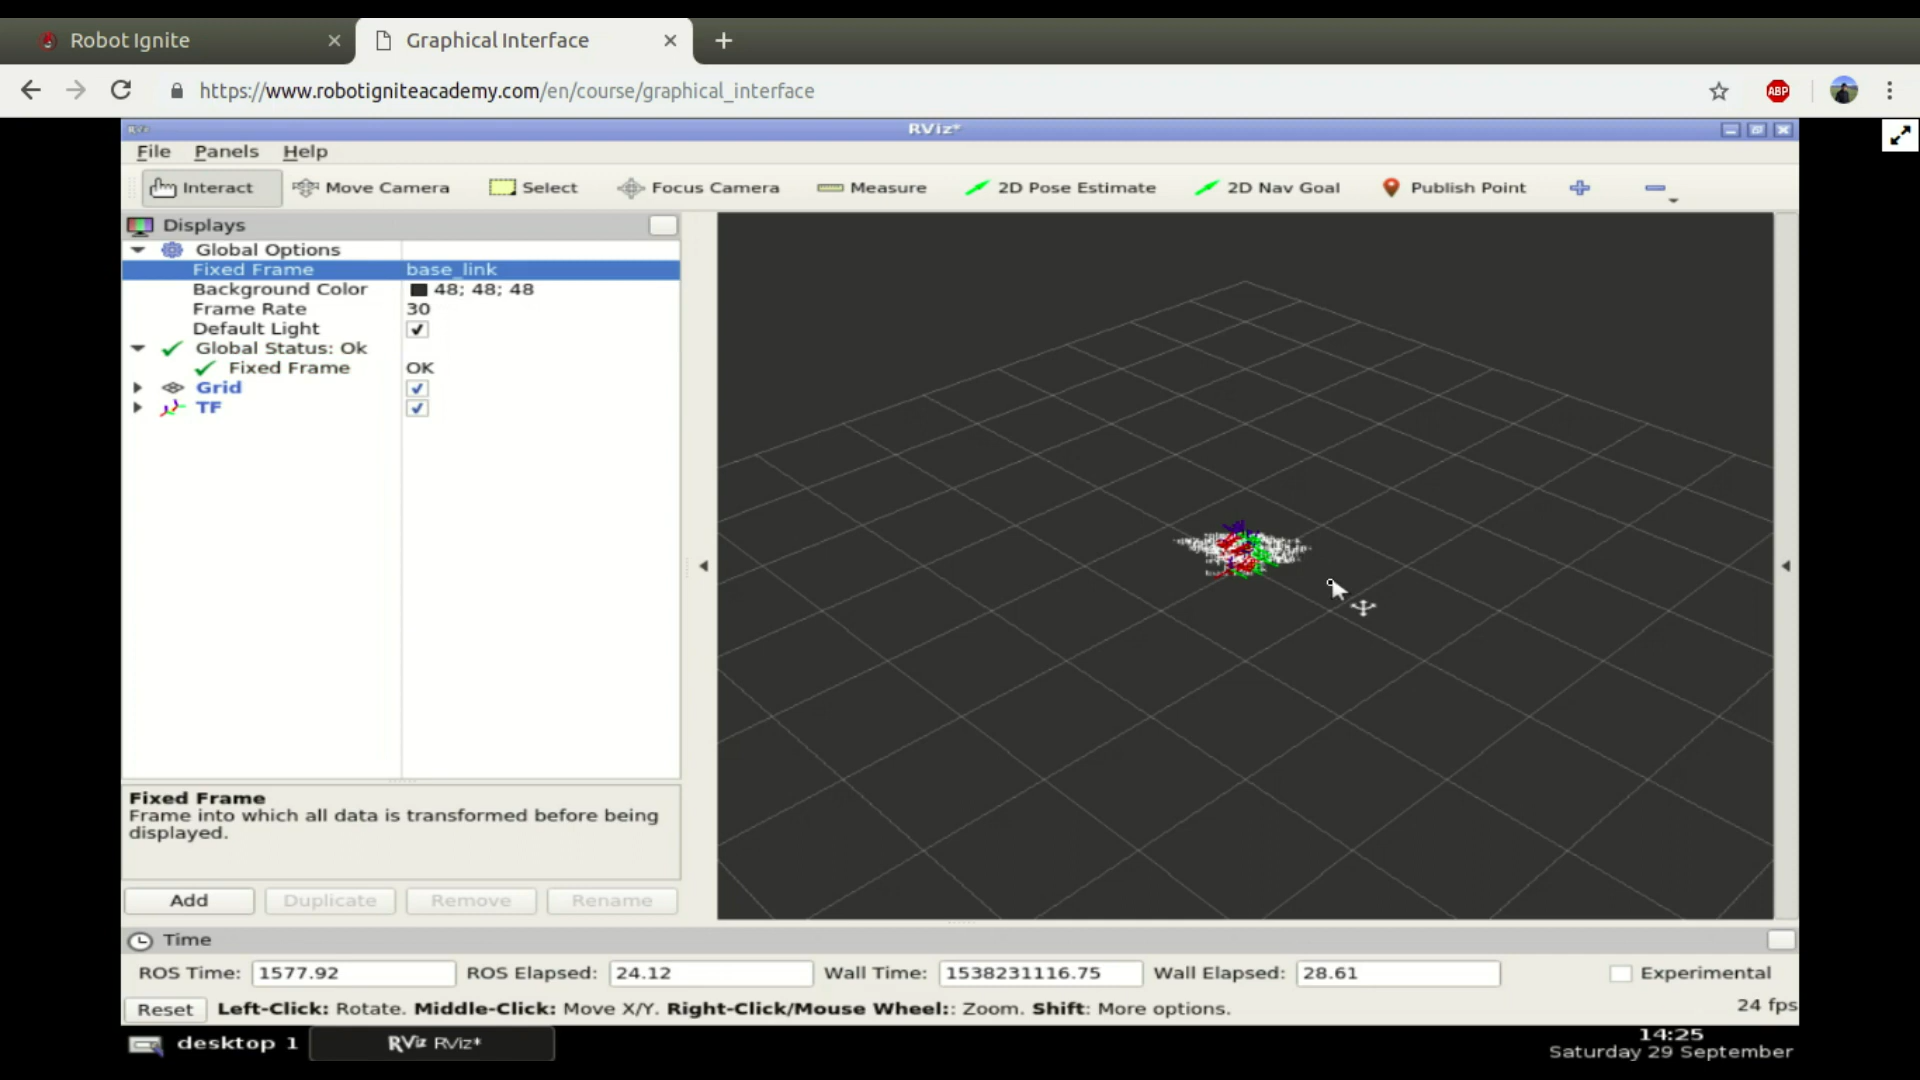 Robot Ignite
Graphical Interface
https://www.robotigniteacademy.com/en/course/graphical_interface
ABP
RViz*
File Panels Help
Interact Move Camera Select Focus Camera Measure 2D Pose Estimate 2D Nav Goal Publish Point
Displays
Global Options
Fixed Frame base_link
Background Color 48; 48; 48
Frame Rate 30
Default Light
Global Status: Ok
Fixed Frame OK
Grid
TF
Fixed Frame
Frame into which all data is transformed before being
displayed.
Add Duplicate Remove Rename
Time
ROS Time: 1577.92 ROS Elapsed: 24.12 Wall Time: 1538231116.75 Wall Elapsed: 28.61 Experimental
Reset Left-Click: Rotate. Middle-Click: Move X/Y. Right-Click/Mouse Wheel:: Zoom. Shift: More options. 24 fps
desktop 1 RViz RViz* 14:25
Saturday 29 September